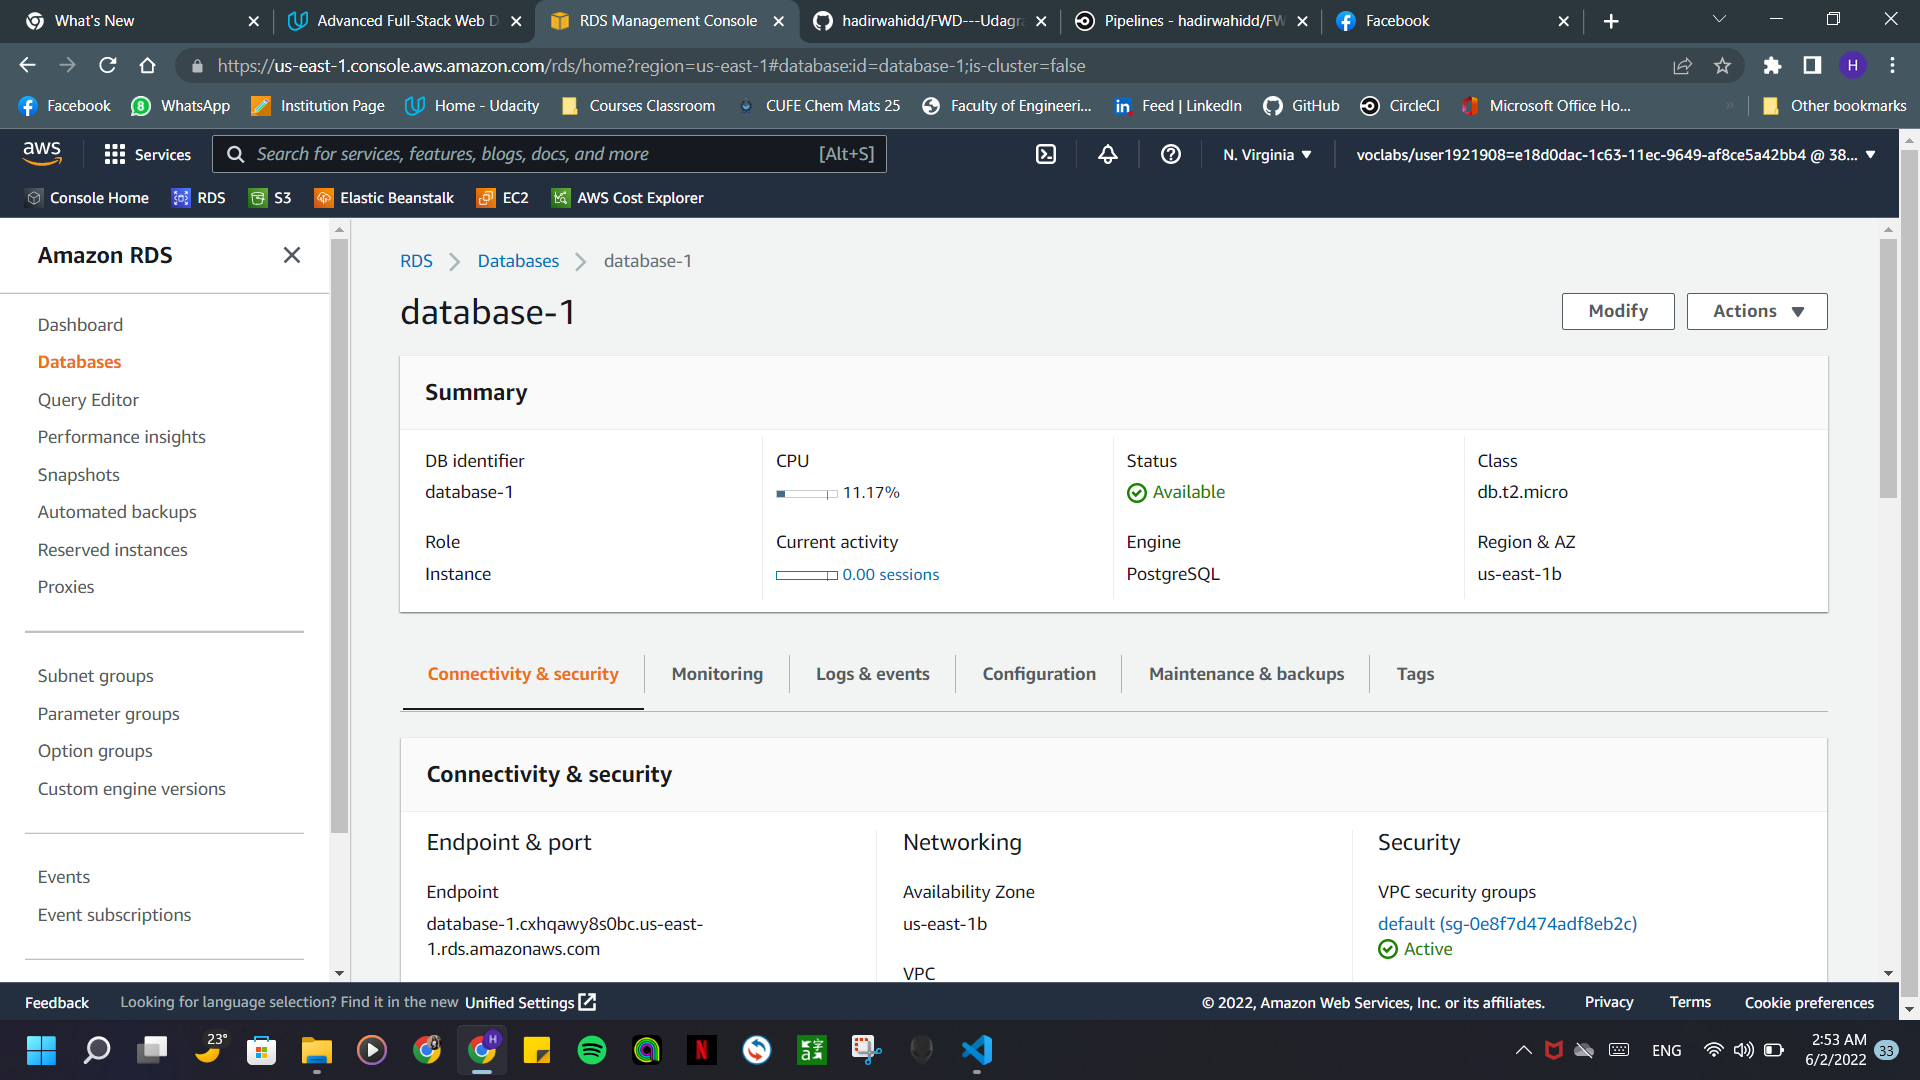 What's New
Advanced Full-Stack Web D
RDS Management Console
hadirwahidd/FWD---Udagra
Pipelines - hadirwahidd/FW
Facebook
https://us-east-1.console.aws.amazon.com/rds/home?region=us-east-1#database:id=database-1;is-cluster=false
H
Facebook
WhatsApp
Institution Page
Home - Udacity
Courses Classroom
CUFE Chem Mats 25
Faculty of Engineeri...
Feed | LinkedIn
GitHub
CircleCI
Microsoft Office Ho...
Other bookmarks
aws
Services
Search for services, features, blogs, docs, and more
[Alt+S]
N. Virginia
voclabs/user1921908=e18d0dac-1c63-11ec-9649-af8ce5a42bb4 @ 38...
Console Home
RDS
S3
Elastic Beanstalk
EC2
AWS Cost Explorer
Amazon RDS
Dashboard
Databases
Query Editor
Performance insights
Snapshots
Automated backups
Reserved instances
Proxies
Subnet groups
Parameter groups
Option groups
Custom engine versions
Events
Event subscriptions
RDS
Databases
database-1
database-1
Modify
Actions
Summary
DB identifier
database-1
CPU
11.17%
Status
Available
Class
db.t2.micro
Role
Instance
Current activity
0.00 sessions
Engine
PostgreSQL
Region & AZ
us-east-1b
Connectivity & security
Monitoring
Logs & events
Configuration
Maintenance & backups
Tags
Connectivity & security
Endpoint & port
Endpoint
database-1.cxhqawy8s0bc.us-east-
1.rds.amazonaws.com
Networking
Availability Zone
us-east-1b
VPC
Security
VPC security groups
default (sg-0e8f7d474adf8eb2c)
Active
Feedback
Looking for language selection? Find it in the new Unified Settings
© 2022, Amazon Web Services, Inc. or its affiliates.
Privacy
Terms
Cookie preferences
23°
H
ENG
2:53 AM
6/2/2022
33